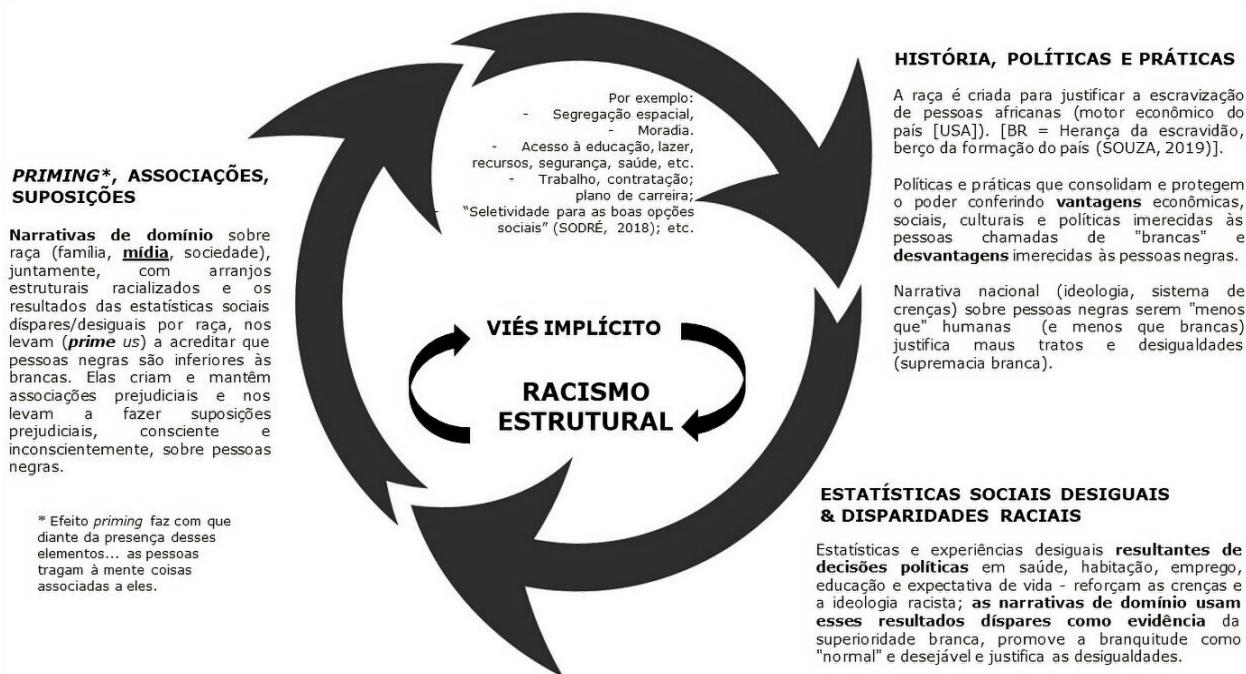 PRIMING*, ASSOCIAÇÕES,
SUPOSIÇÕES
Narrativas de domínio sobre
raça (família, mídia, sociedade),
juntamente, com arranjos
estruturais racializados e os
resultados das estatísticas sociais
díspares/desiguais por raça, nos
levam (prime us) a acreditar que
pessoas negras são inferiores às
brancas. Elas criam e mantêm
associações prejudiciais e nos
levam a fazer suposições
prejudiciais, consciente e
inconscientemente, sobre pessoas
negras.
* Efeito priming faz com que
diante da presença desses
elementos... as pessoas
tragam à mente coisas
associadas a eles.
Por exemplo:
- Segregação espacial,
- Moradia.
- Acesso à educação, lazer,
recursos, segurança, saúde, etc.
- Trabalho, contratação;
plano de carreira;
- "Seletividade para as boas opções
sociais" (SODRÉ, 2018); etc.
VIÉS IMPLÍCITO
RACISMO
ESTRUTURAL
HISTÓRIA, POLÍTICAS E PRÁTICAS
A raça é criada para justificar a escravização
de pessoas africanas (motor econômico do
país [USA]). [BR = Herança da escravidão,
berço da formação do país (SOUZA, 2019)].
Políticas e práticas que consolidam e protegem
o poder conferindo vantagens econômicas,
sociais, culturais e políticas imerecidas às
pessoas chamadas de "brancas" e
desvantagens imerecidas às pessoas negras.
Narrativa nacional (ideologia, sistema de
crenças) sobre pessoas negras serem "menos
que" humanas (e menos que brancas)
justifica maus tratos e desigualdades
(supremacia branca).
ESTATÍSTICAS SOCIAIS DESIGUAIS
& DISPARIDADES RACIAIS
Estatísticas e experiências desiguais resultantes de
decisões políticas em saúde, habitação, emprego,
educação e expectativa de vida - reforçam as crenças e
a ideologia racista; as narrativas de domínio usam
esses resultados díspares como evidência da
superioridade branca, promove a branquitude como
"normal" e desejável e justifica as desigualdades.